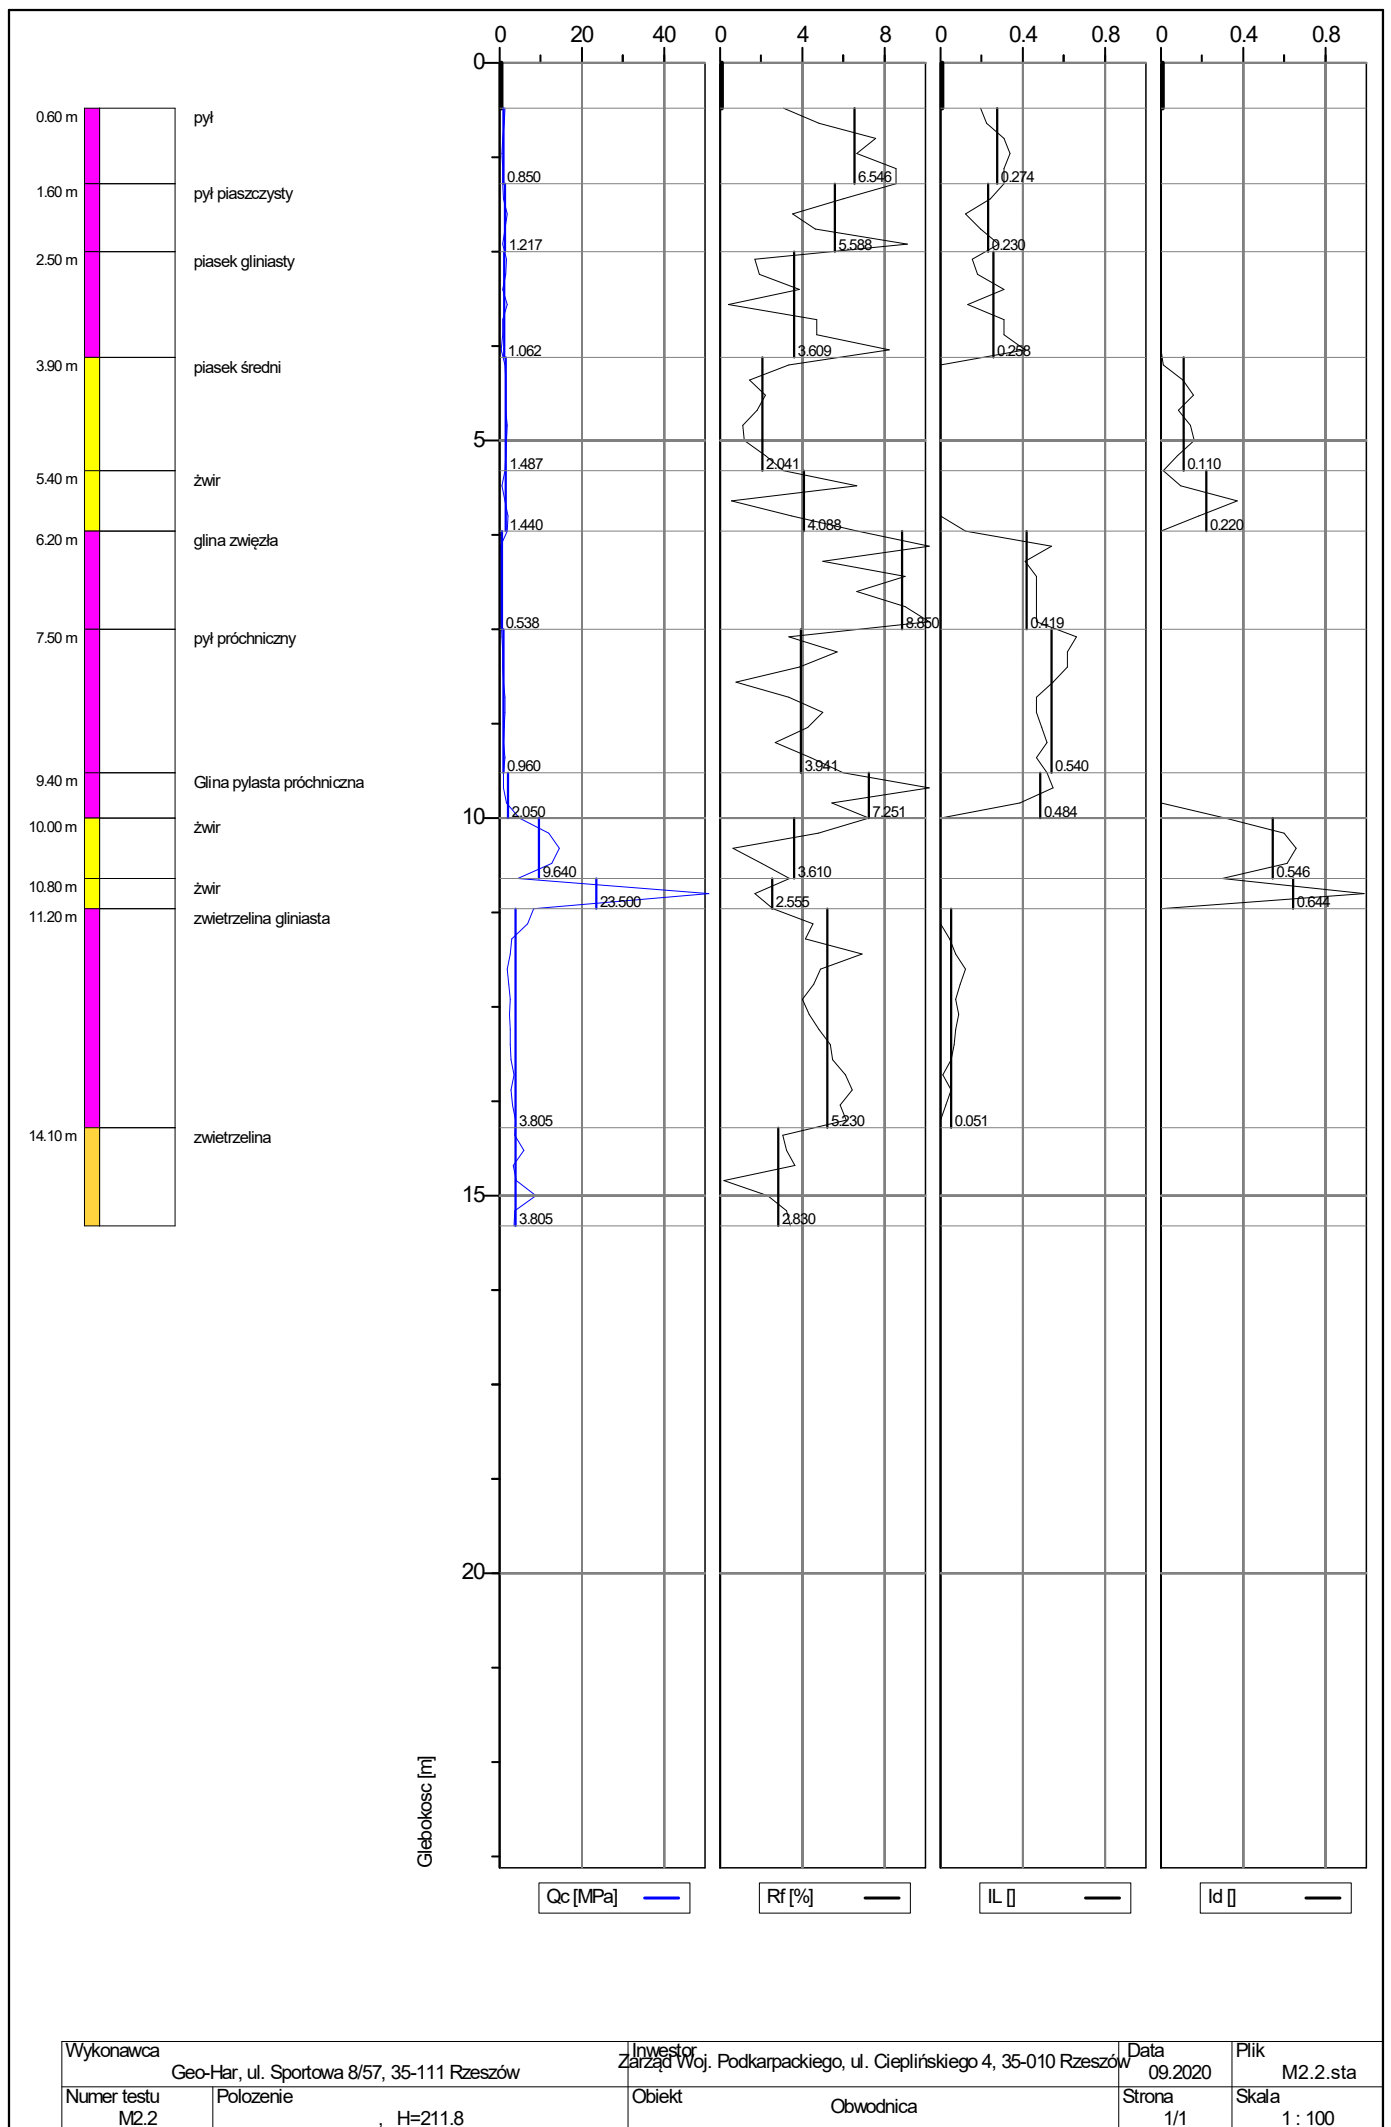 0 20 40 0 4 8 0 0.4 0.8 0 0.4 0.8
0
0.60 m pył
0.850 6.546 0.274
1.60 m pył piaszczysty
1.217 5.588 0.230
2.50 m piasek gliniasty
1.062 3.609 0.258
3.90 m piasek średni
5
1.487 2.041 0.110
5.40 m żwir
1.440 4.088 0.220
6.20 m glina zwięzła
0.538 8.850 0.419
7.50 m pył próchniczny
0.960 3.941 0.540
9.40 m Glina pylasta próchniczna
10 2.050 7.251 0.484
10.00 m żwir
9.640 3.610 0.546
10.80 m żwir
23.500 2.555 0.644
11.20 m zwietrzelina gliniasta
3.805 5.230 0.051
14.10 m zwietrzelina
15
3.805 2.830
20
Glebokosc [m]
Qc [MPa] Rf [%] IL [] Id []
Wykonawca Inwestor Data Plik
Geo-Har, ul. Sportowa 8/57, 35-111 Rzeszów Zarząd Woj. Podkarpackiego, ul. Cieplińskiego 4, 35-010 Rzeszów 09.2020 M2.2.sta
Numer testu Polozenie Obiekt Strona Skala
M2.2 , H=211.8 Obwodnica 1/1 1 : 100